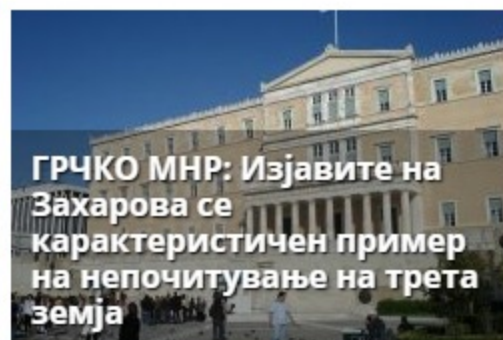 ГРЧКО МНР: Изјавите на
Захарова се
карактеристичен пример
на непочитување на трета
земја